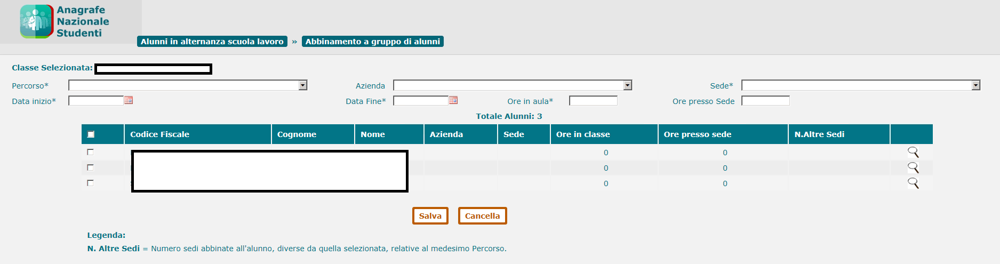 Anagrafe
Nazionale
Studenti
Alunni in alternanza scuola lavoro » Abbinamento a gruppo di alunni
Classe Selezionata:
Percorso* Azienda Sede*
Data inizio* Data Fine* Ore in aula* Ore presso Sede
Totale Alunni: 3
Codice Fiscale Cognome Nome Azienda Sede Ore in classe Ore presso sede N.Altre Sedi
0 0
0 0
0 0
Salva Cancella
Legenda:
N. Altre Sedi = Numero sedi abbinate all'alunno, diverse da quella selezionata, relative al medesimo Percorso.